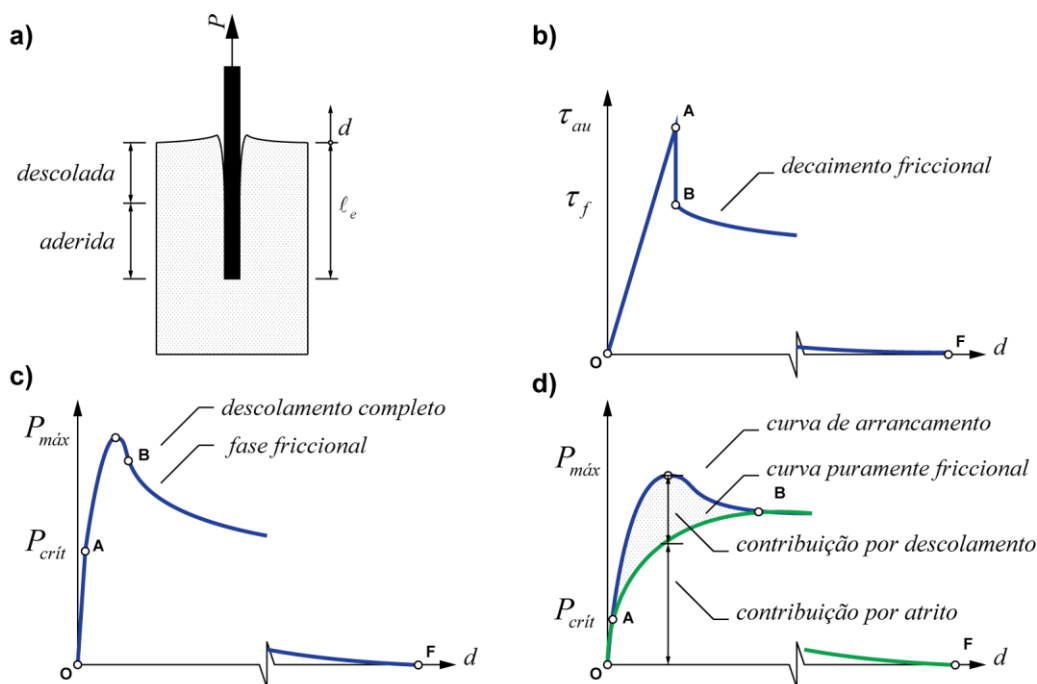 a)
P
d
descolada
aderida
ℓe
b)
τau
A
τf
B
decaimento friccional
O
F
d
c)
Pmáx
descolamento completo
B
fase friccional
Pcrít
A
O
F
d
d)
Pmáx
curva de arrancamento
curva puramente friccional
B
contribuição por descolamento
Pcrít
A
contribuição por atrito
O
F
d